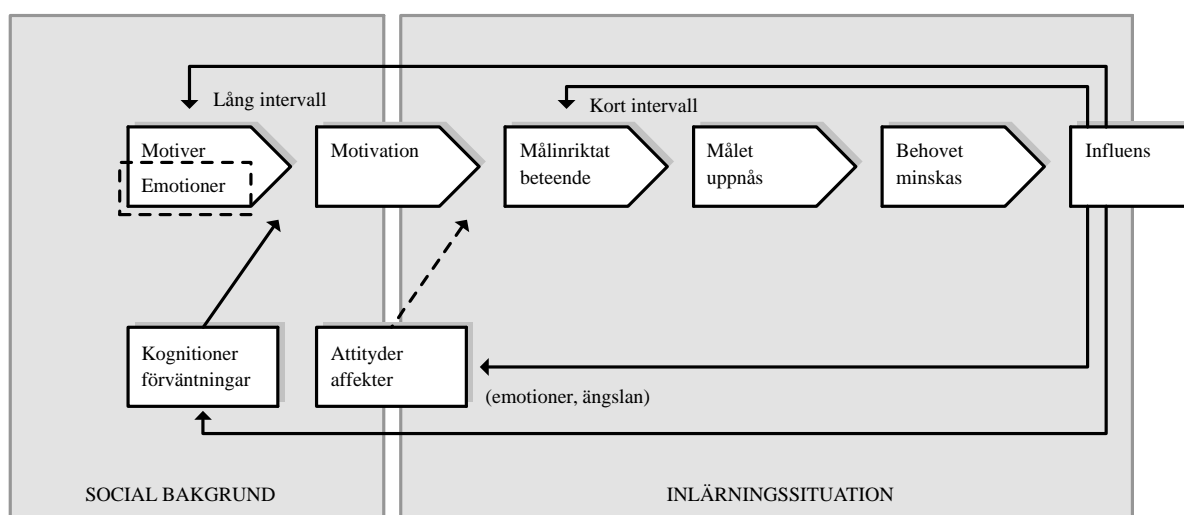 Lång intervall
Kort intervall
Motiver
Emotioner
Motivation
Målinriktat
beteende
Målet
uppnås
Behovet
minskas
Influens
Kognitioner
förväntningar
Attityder
affekter
(emotioner, ängslan)
SOCIAL BAKGRUND
INLÄRNINGSSITUATION